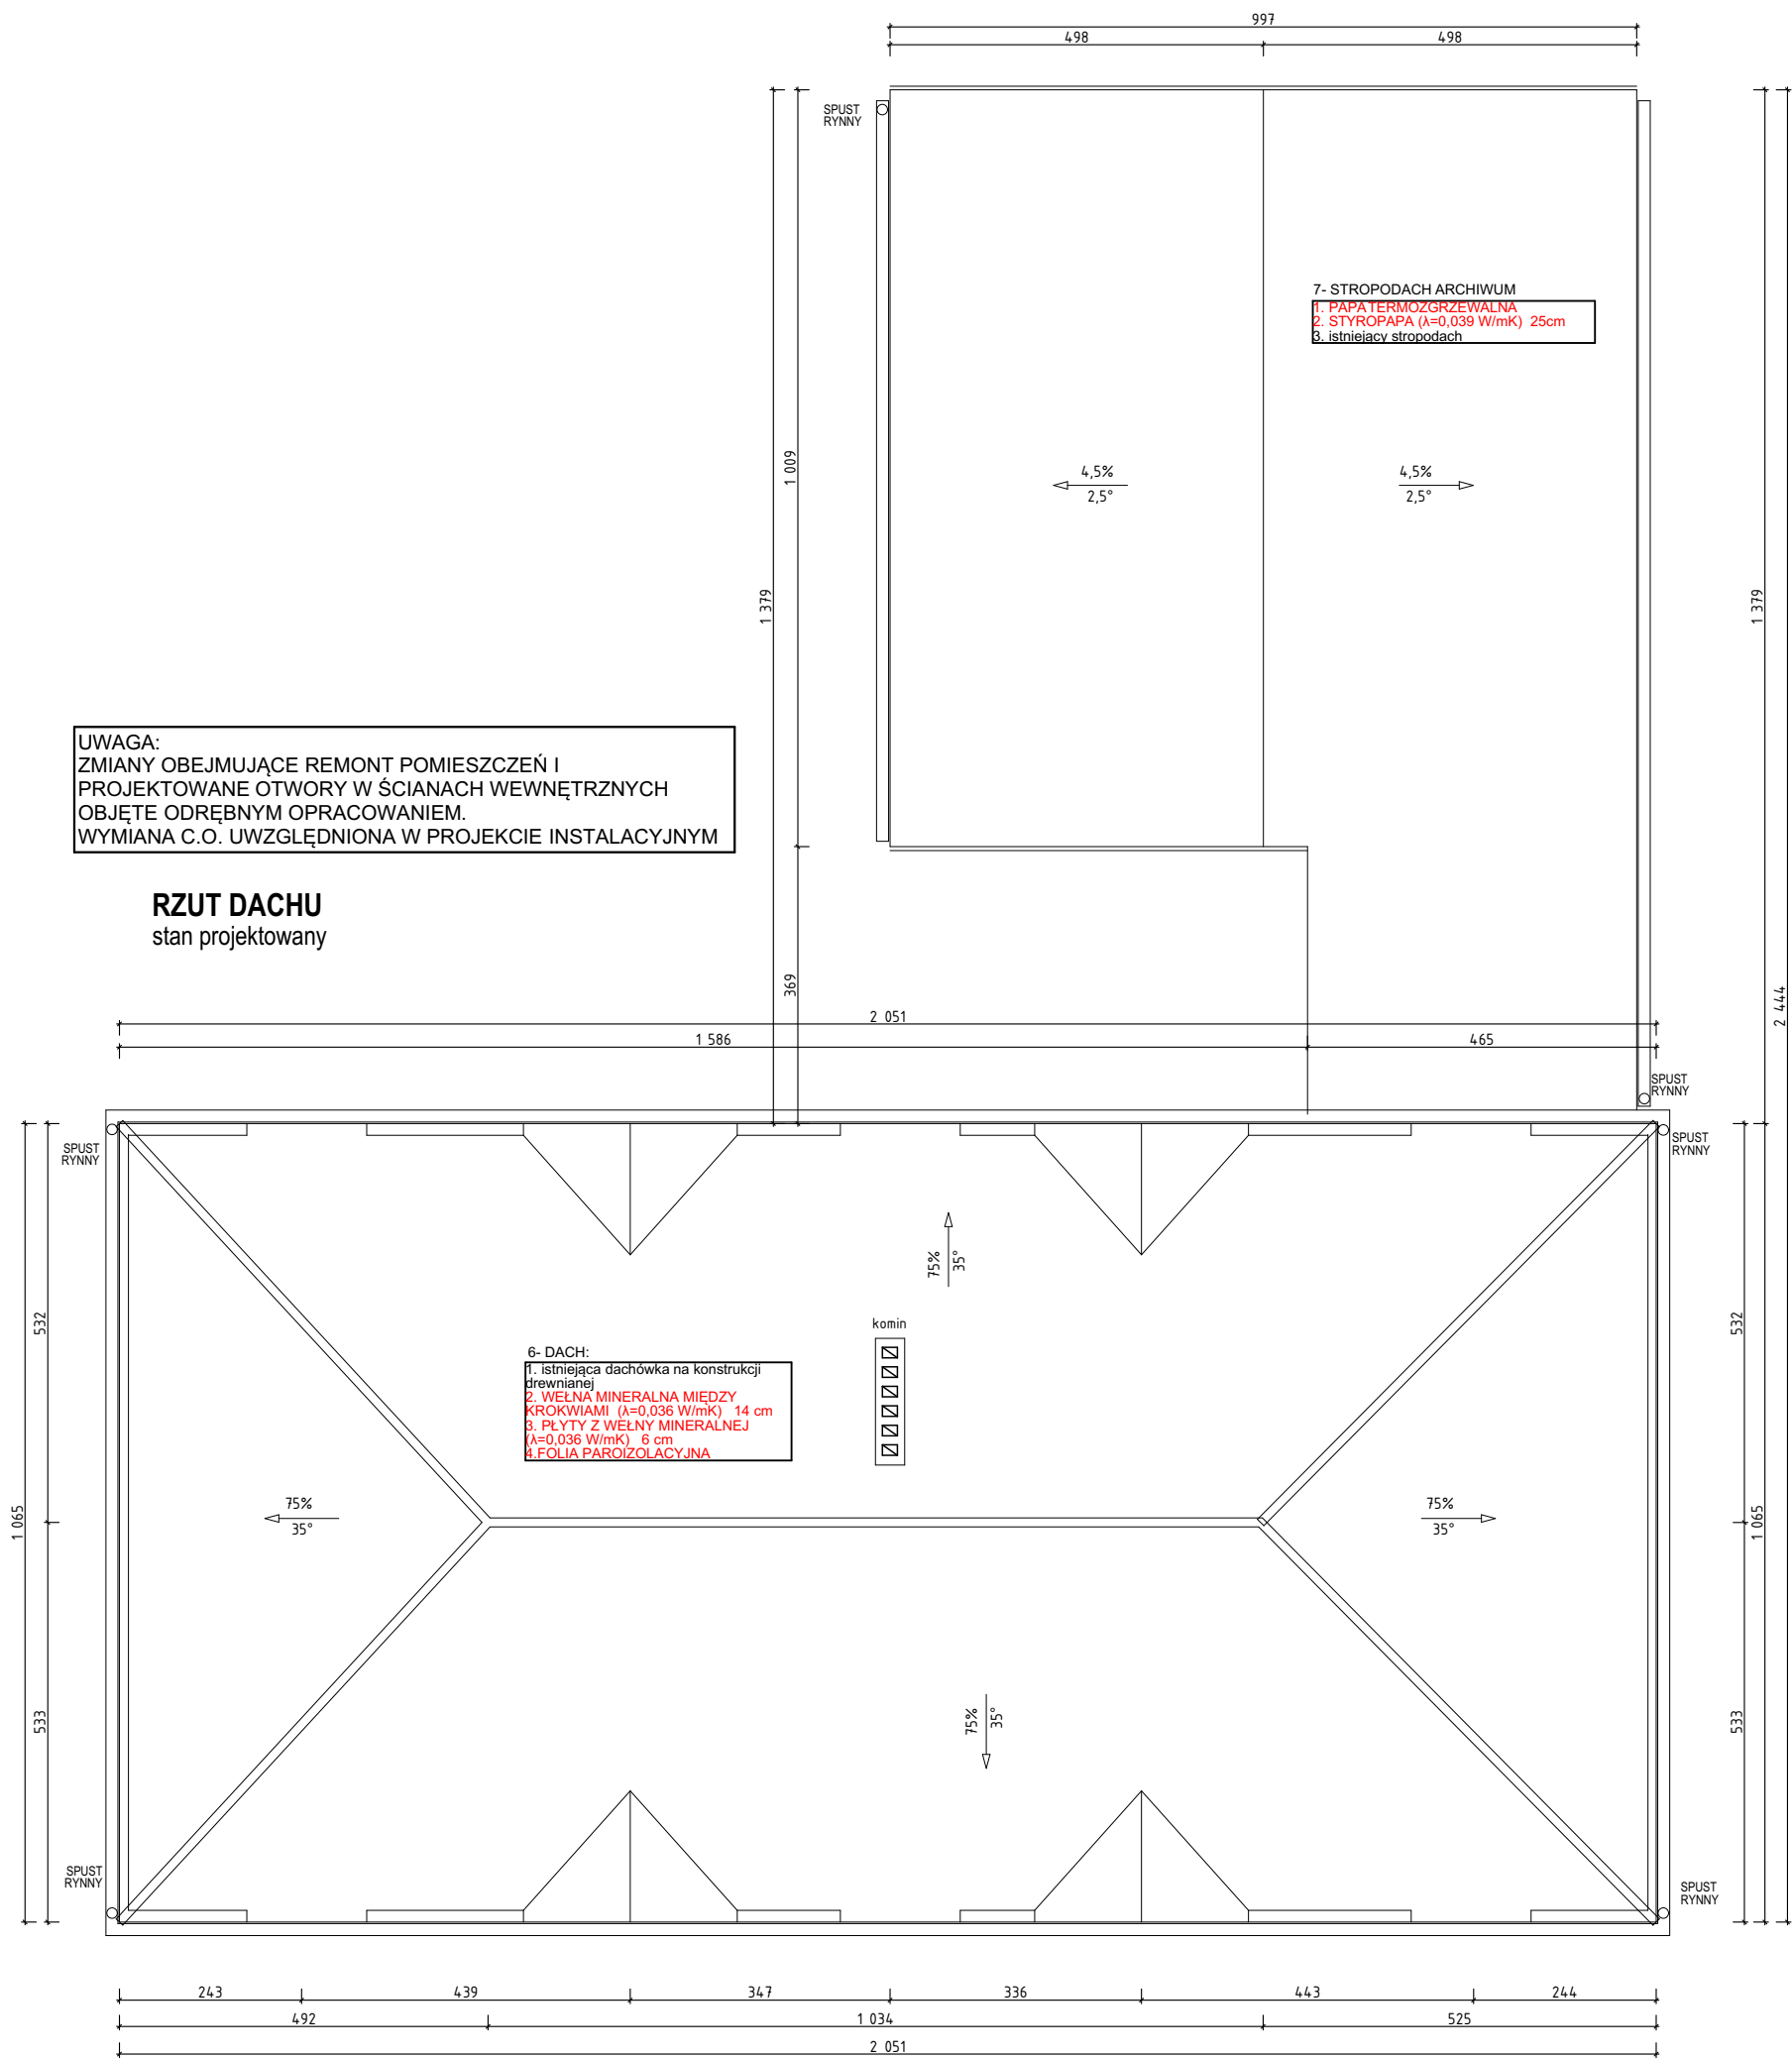 997
498
498
SPUST
RYNNY
7- STROPODACH ARCHIWUM
1. PAPA TERMOZGRZEWALNA
2. STYROPAPA (λ=0,039 W/mK) 25cm
3. istniejący stropodach
1 009
4,5%
2,5°
4,5%
2,5°
1 379
1 379
UWAGA:
ZMIANY OBEJMUJĄCE REMONT POMIESZCZEŃ I
PROJEKTOWANE OTWORY W ŚCIANACH WEWNĘTRZNYCH
OBJĘTE ODRĘBNYM OPRACOWANIEM.
WYMIANA C.O. UWZGLĘDNIONA W PROJEKCIE INSTALACYJNYM
RZUT DACHU
stan projektowany
369
2 444
2 051
1 586
465
SPUST
RYNNY
SPUST
RYNNY
SPUST
RYNNY
75%
35°
532
532
komin
6- DACH:
1. istniejąca dachówka na konstrukcji
drewnianej
2. WEŁNA MINERALNA MIĘDZY
KROKWIAMI (λ=0,036 W/mK) 14 cm
3. PŁYTY Z WEŁNY MINERALNEJ
(λ=0,036 W/mK) 6 cm
4.FOLIA PAROIZOLACYJNA
1 065
75%
35°
75%
35°
1 065
533
75%
35°
533
SPUST
RYNNY
SPUST
RYNNY
243
439
347
336
443
244
492
1 034
525
2 051